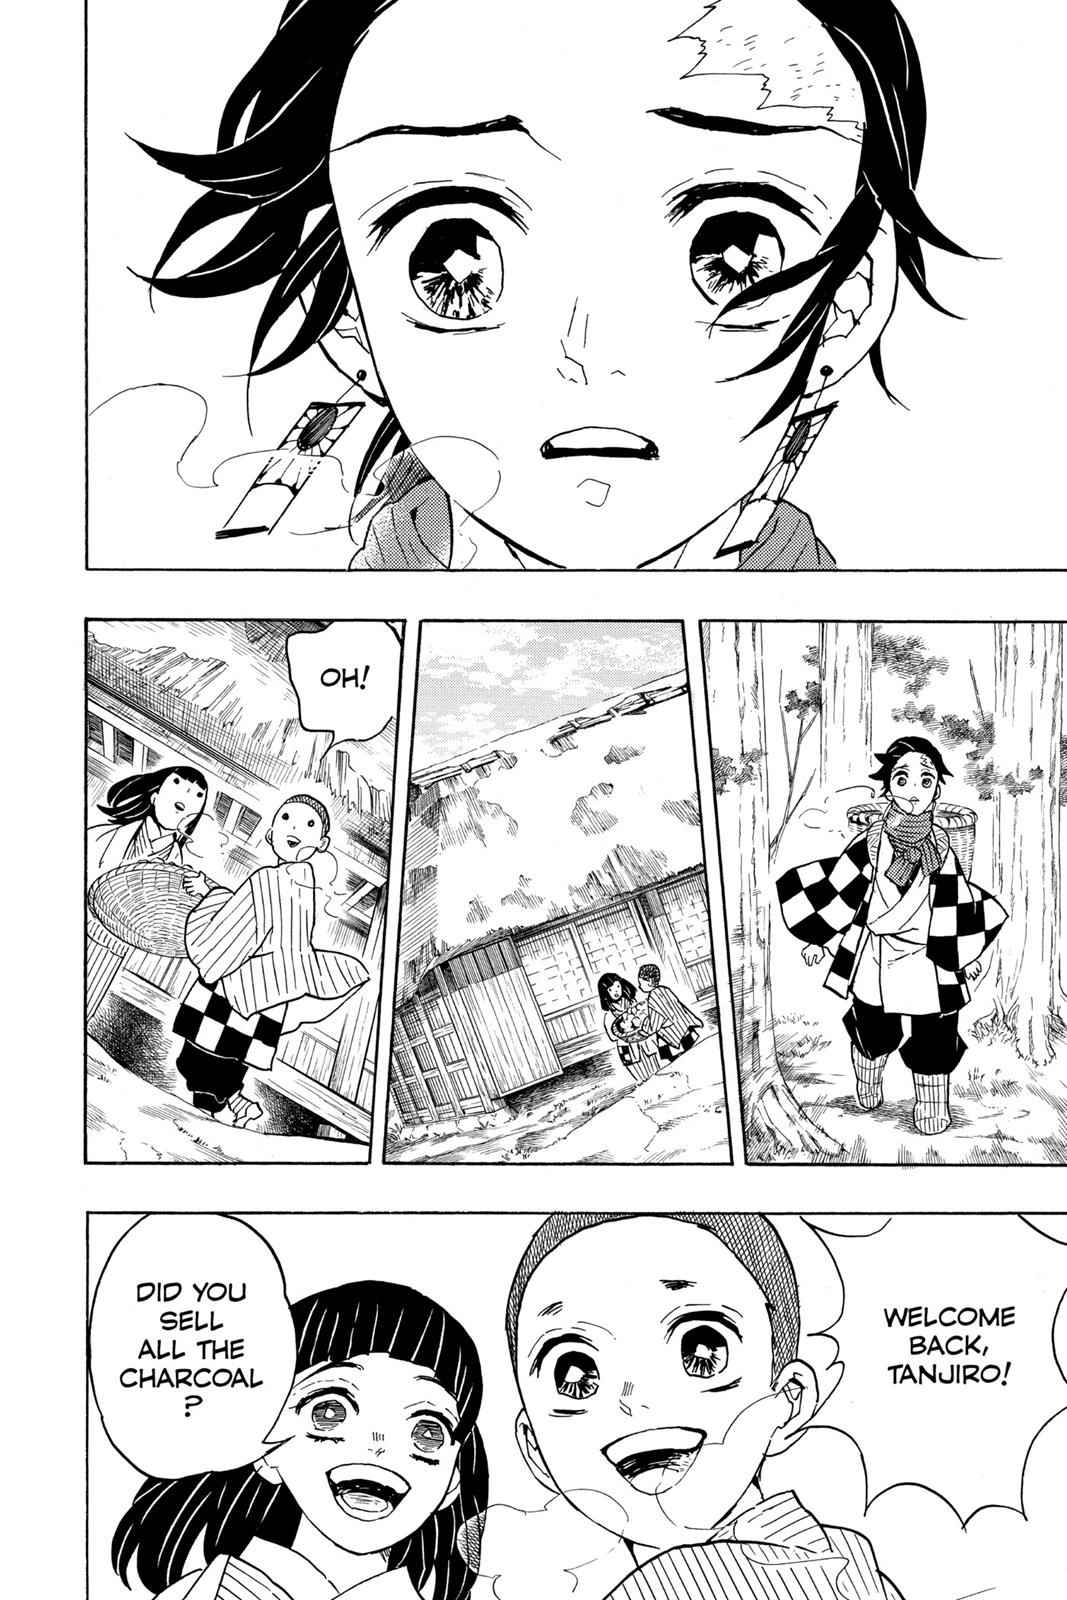 OH!
WELCOME
BACK,
TANJIRO!
DID YOU
SELL
ALL THE
CHARCOAL
?